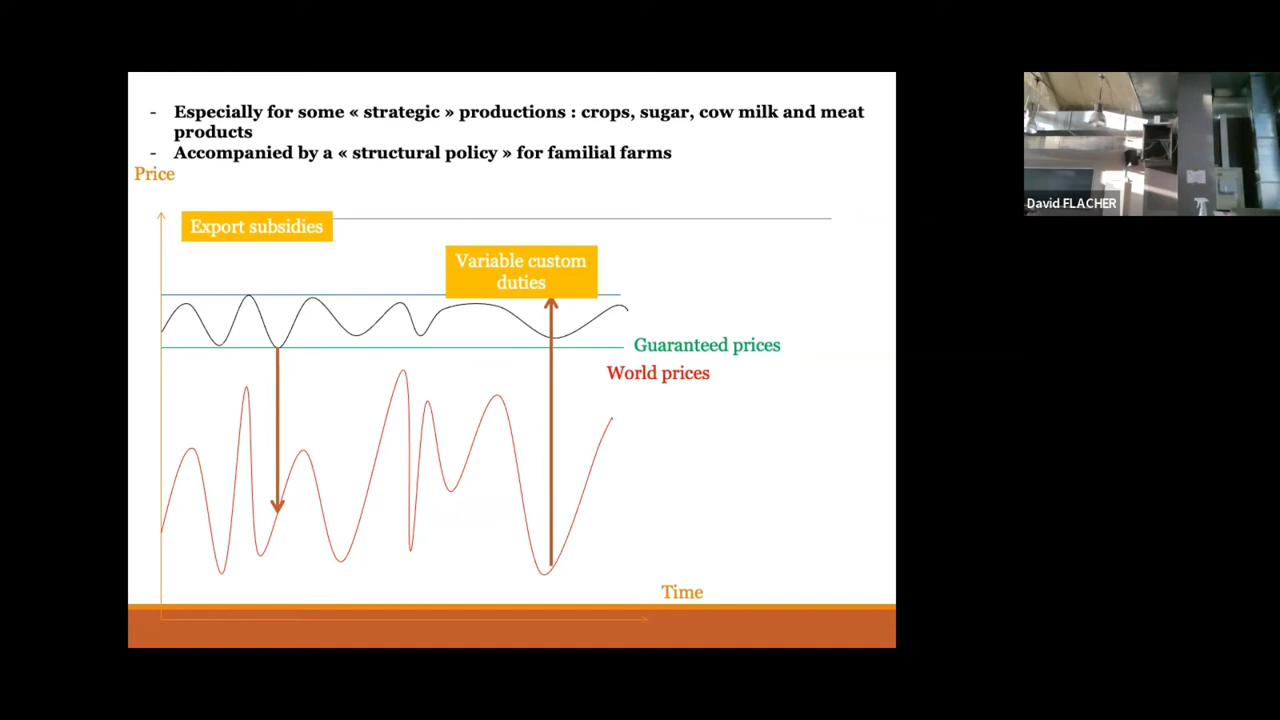 - Especially for some « strategic » productions : crops, sugar, cow milk and meat
products
- Accompanied by a « structural policy » for familial farms
Price
Export subsidies
Variable custom
duties
Guaranteed prices
World prices
Time
David FLACHER